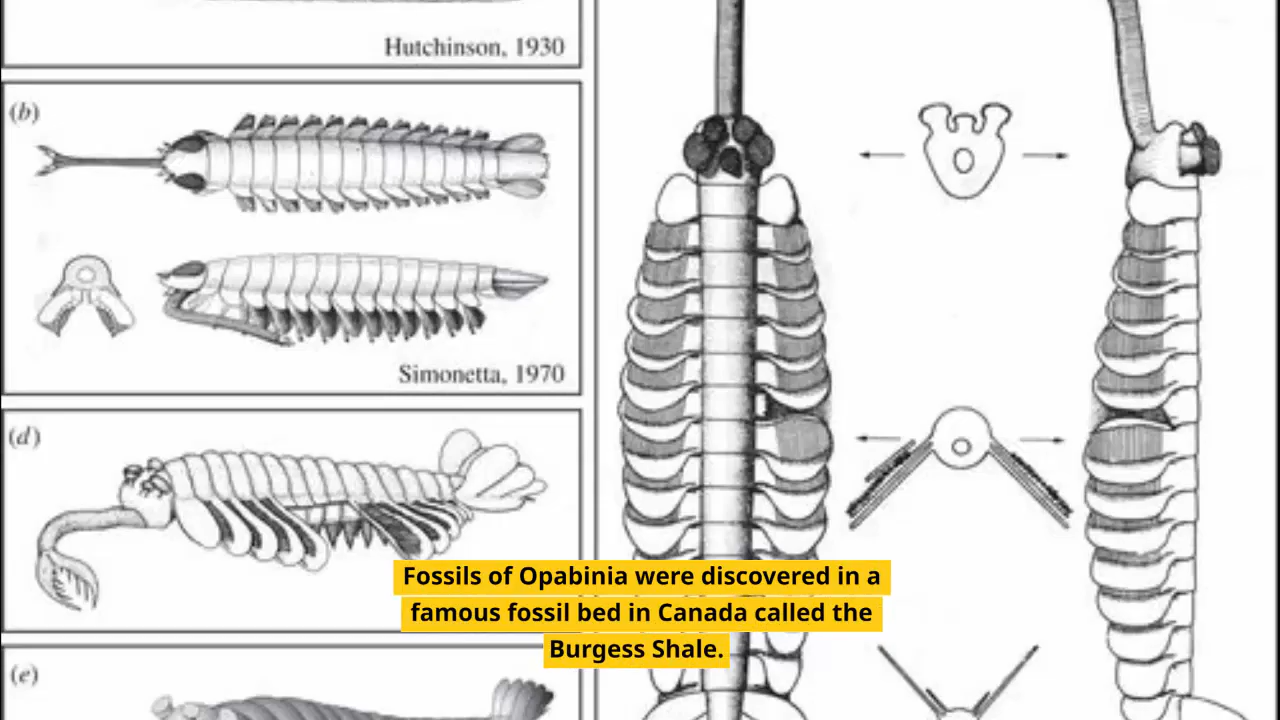 Hutchinson, 1930
(b)
Simonetta, 1970
(d)
Fossils of Opabinia were discovered in a
famous fossil bed in Canada called the
Burgess Shale.
(e)